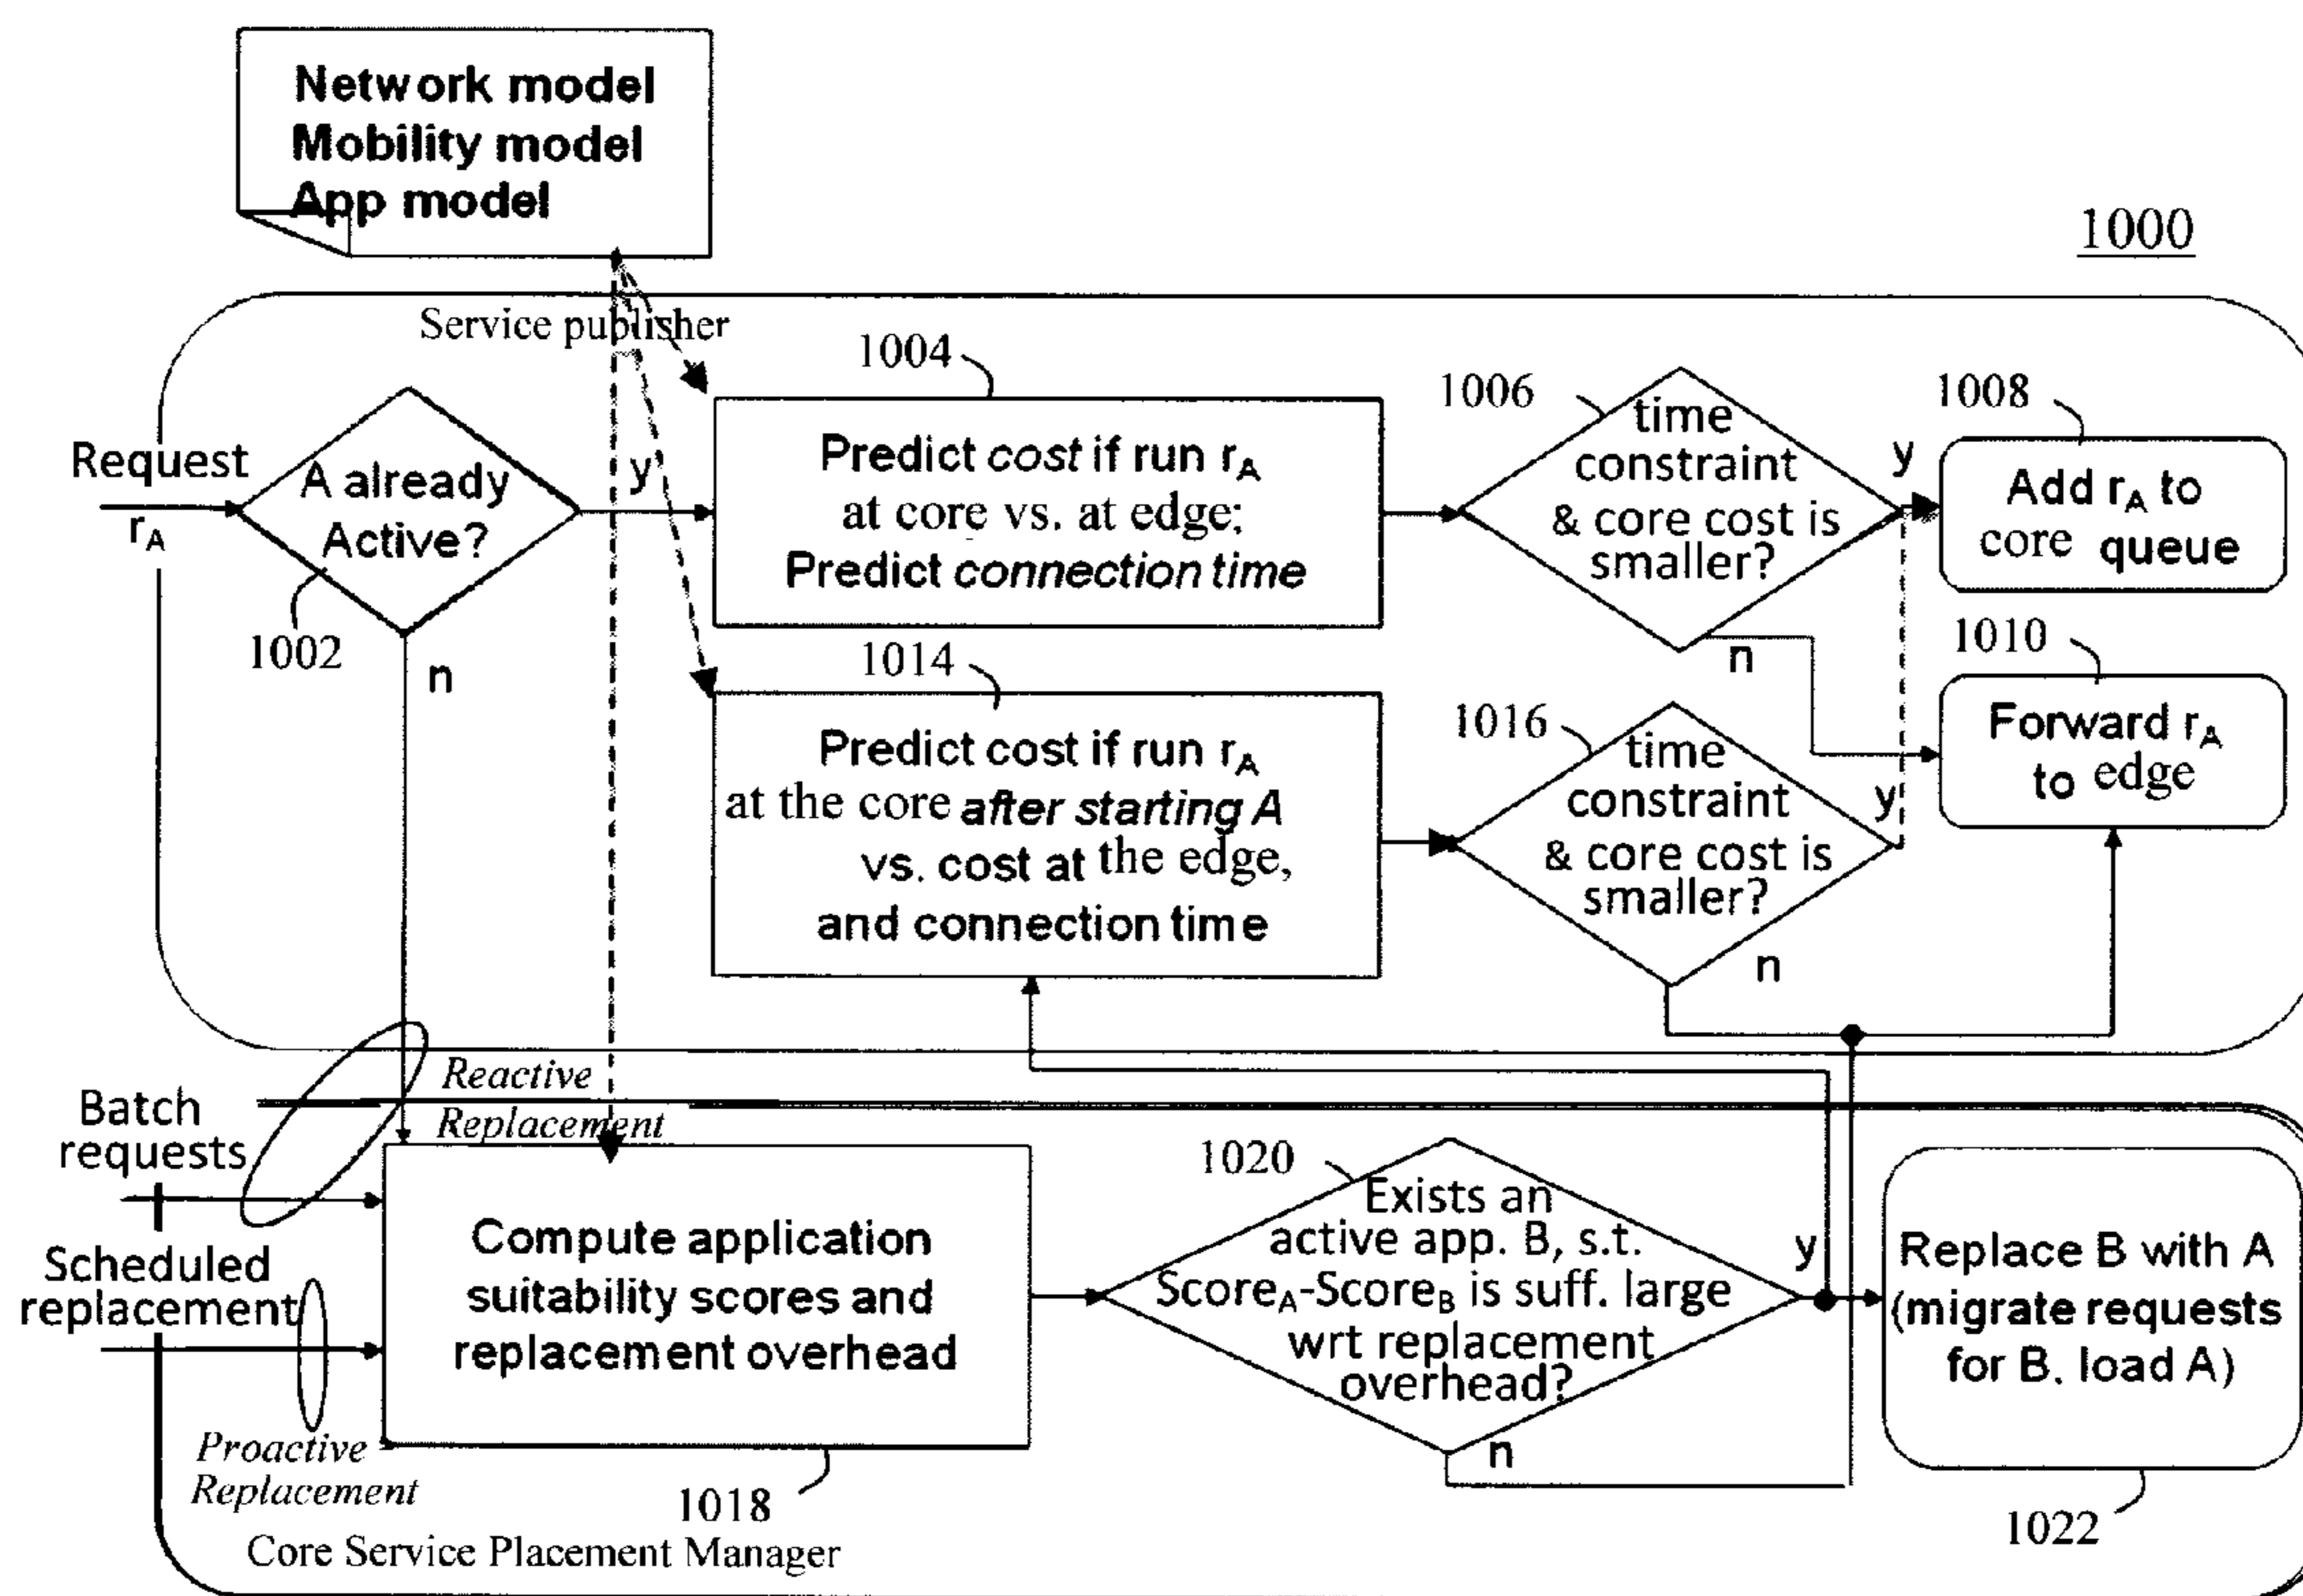 Network model
Mobility model
App model
1000
Service publisher
1004
1006
1008
Request
rA
A already
Active?
y
1002
n
Predict cost if run rA
at core vs. at edge;
Predict connection time
time
constraint
& core cost is
smaller?
y
n
Add rA to
core queue
1010
Forward rA
to edge
1014
Predict cost if run rA
at the core after starting A
vs. cost at the edge,
and connection time
1016
time
constraint
& core cost is
smaller?
y
n
Reactive
Replacement
Batch
requests
Scheduled
replacement
Proactive
Replacement
Compute application
suitability scores and
replacement overhead
1018
1020
Exists an
active app. B, s.t.
ScoreA-ScoreB is suff. large
wrt replacement
overhead?
y
n
Replace B with A
(migrate requests
for B. load A)
1022
Core Service Placement Manager